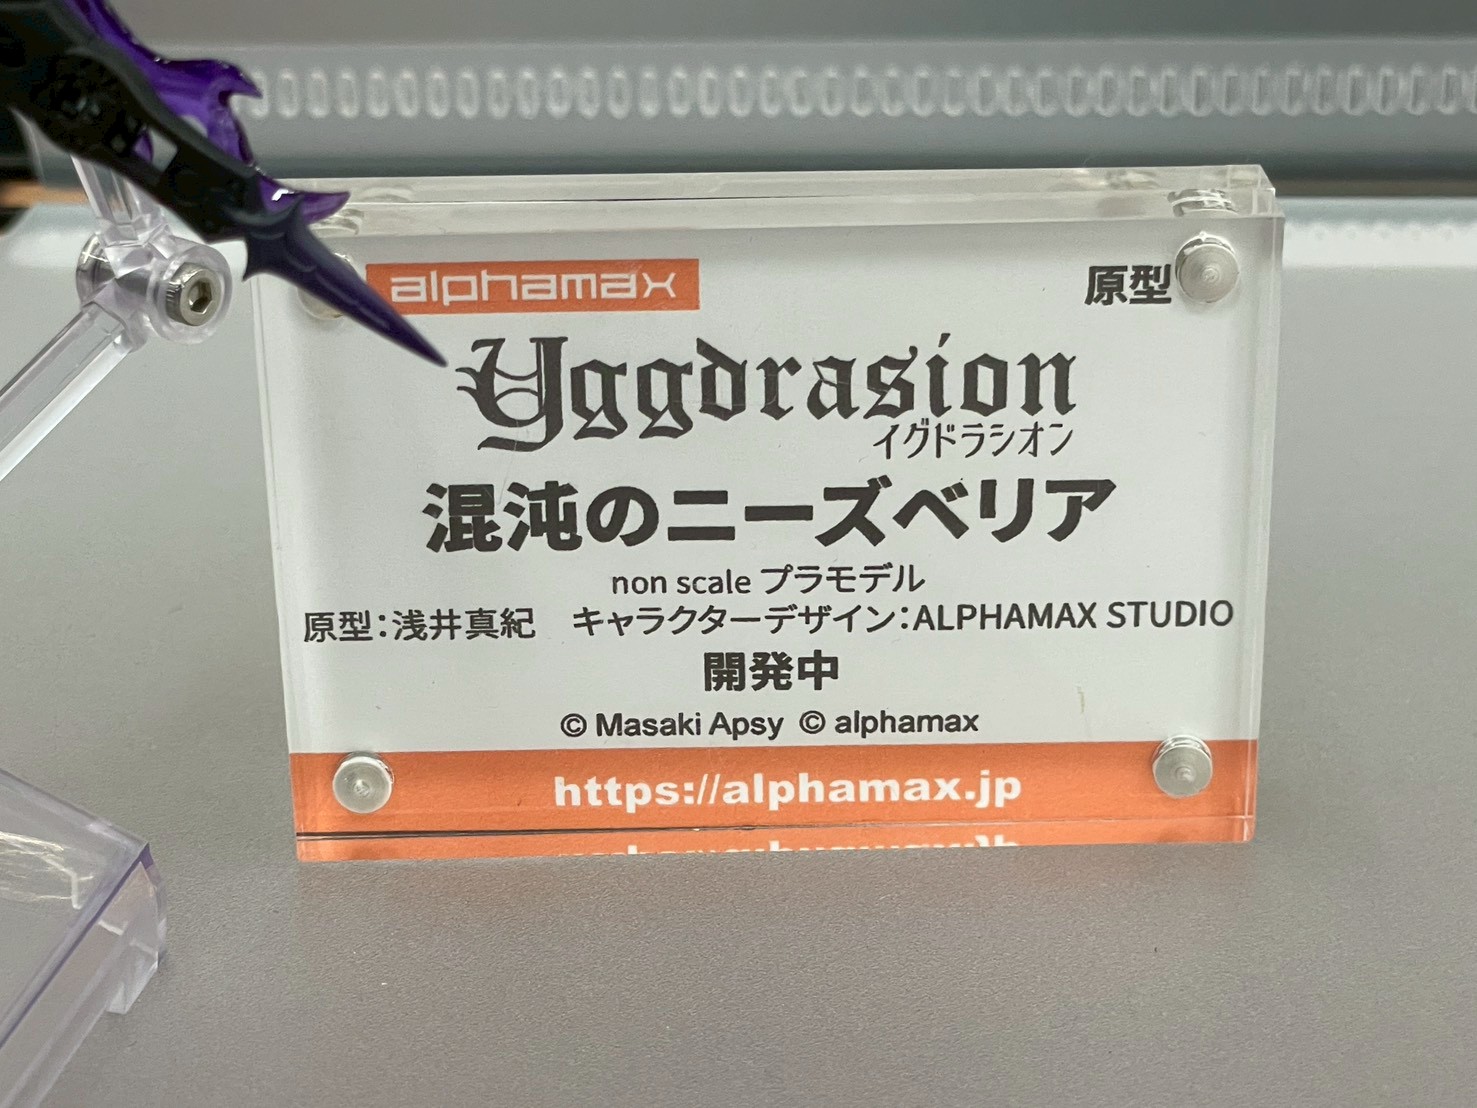 alphamax
原型
Yggdrasion
イグドラシオン
混沌のニーズベリア
non scale プラモデル
原型：浅井真紀　キャラクターデザイン：ALPHAMAX STUDIO
開発中
© Masaki Apsy © alphamax
https://alphamax.jp